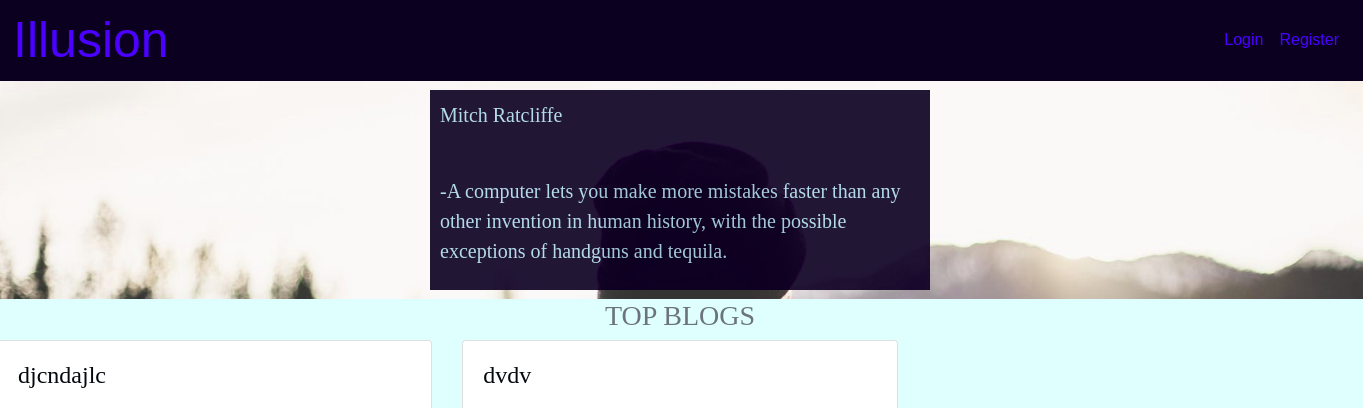 Illusion
Login Register
Mitch Ratcliffe
-A computer lets you make more mistakes faster than any
other invention in human history, with the possible
exceptions of handguns and tequila.
TOP BLOGS
djcndajlc
dvdv